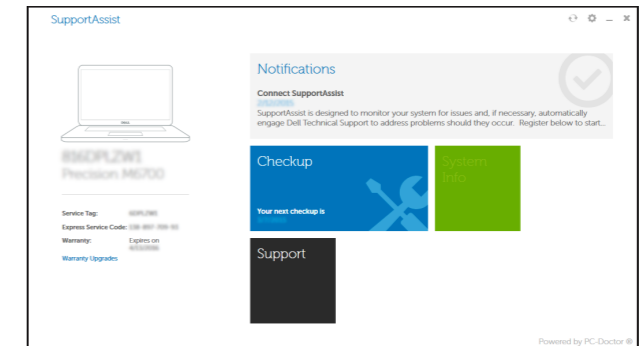 SupportAssist
Notifications
Connect SupportAssist
SupportAssist is designed to monitor your system for issues and, if necessary, automatically
engage Dell Technical Support to address problems should they occur. Register below to start...
DELL
Precision M6700
Checkup
Your next checkup is
System
Info
Service Tag:
Express Service Code:
Warranty: Expires on
Warranty Upgrades
Support
Powered by PC-Doctor ®